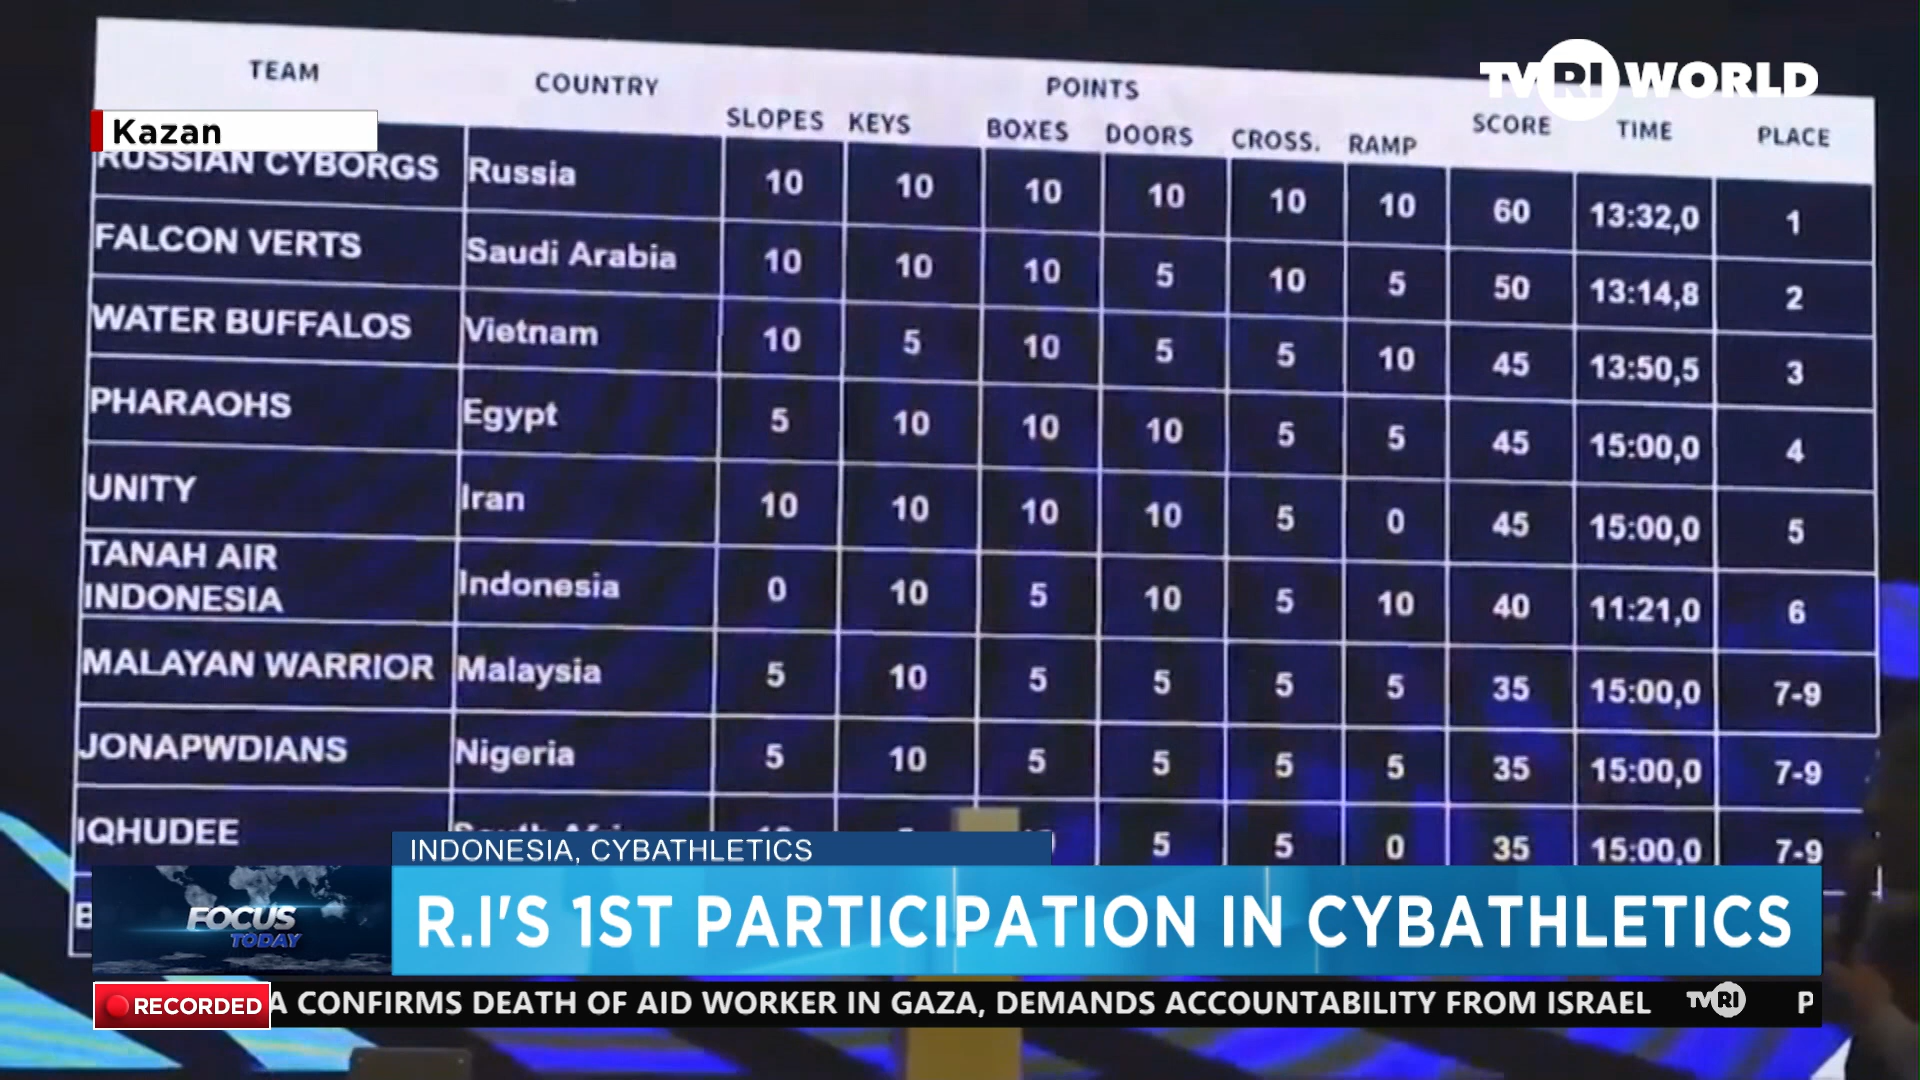 TVRI WORLD
Kazan
TEAM COUNTRY POINTS SCORE TIME PLACE
SLOPES KEYS BOXES DOORS CROSS. RAMP
RUSSIAN CYBORGS Russia 10 10 10 10 10 10 60 13:32,0 1
FALCON VERTS Saudi Arabia 10 10 10 5 10 5 50 13:14,8 2
WATER BUFFALOS Vietnam 10 5 10 5 5 10 45 13:50,5 3
PHARAOHS Egypt 5 10 10 10 5 5 45 15:00,0 4
UNITY Iran 10 10 10 10 5 0 45 15:00,0 5
TANAH AIR
INDONESIA Indonesia 0 10 5 10 5 10 40 11:21,0 6
MALAYAN WARRIOR Malaysia 5 10 5 5 5 5 35 15:00,0 7-9
JONAPWDIANS Nigeria 5 10 5 5 5 5 35 15:00,0 7-9
IQHUDEE 5 5 0 35 15:00,0 7-9
INDONESIA, CYBATHLETICS
FOCUS
TODAY
R.I'S 1ST PARTICIPATION IN CYBATHLETICS
RECORDED
A CONFIRMS DEATH OF AID WORKER IN GAZA, DEMANDS ACCOUNTABILITY FROM ISRAEL TVRI P